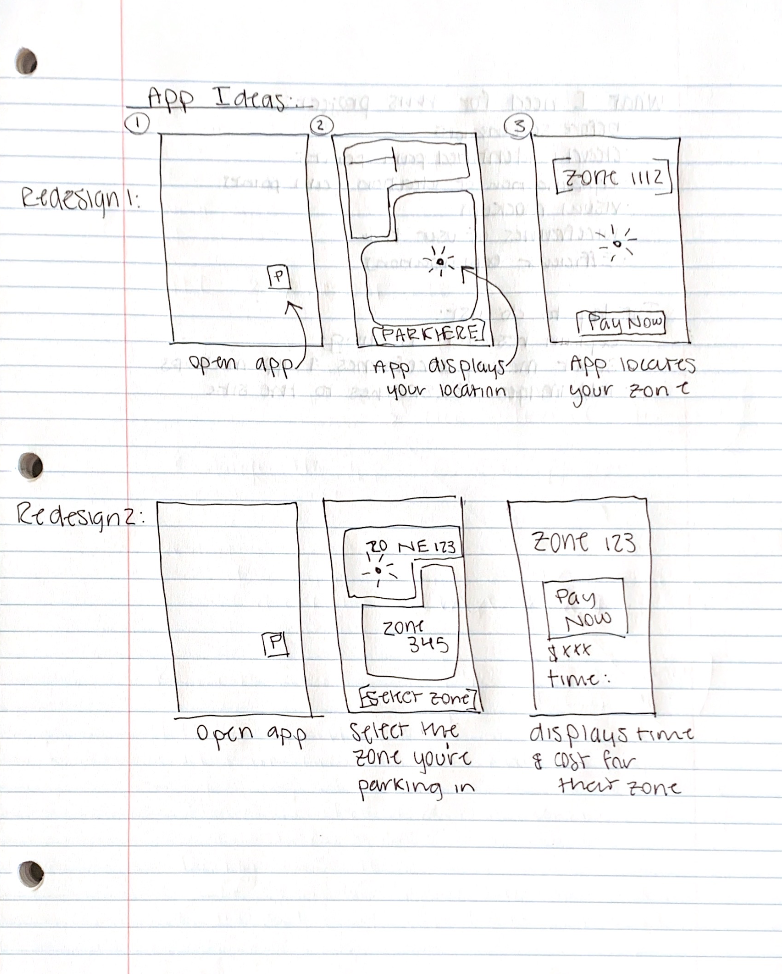 App Ideas:
1
2
3
Redesign 1:
P
PARK HERE
Zone 1112
Pay Now
open app
App displays
your location
App locates
your zone
Redesign 2:
P
ZONE 123
zone
345
Select zone
Zone 123
Pay
Now
$xxx
time:
Open app
Select the
zone you're
parking in
displays time
& cost for
their zone